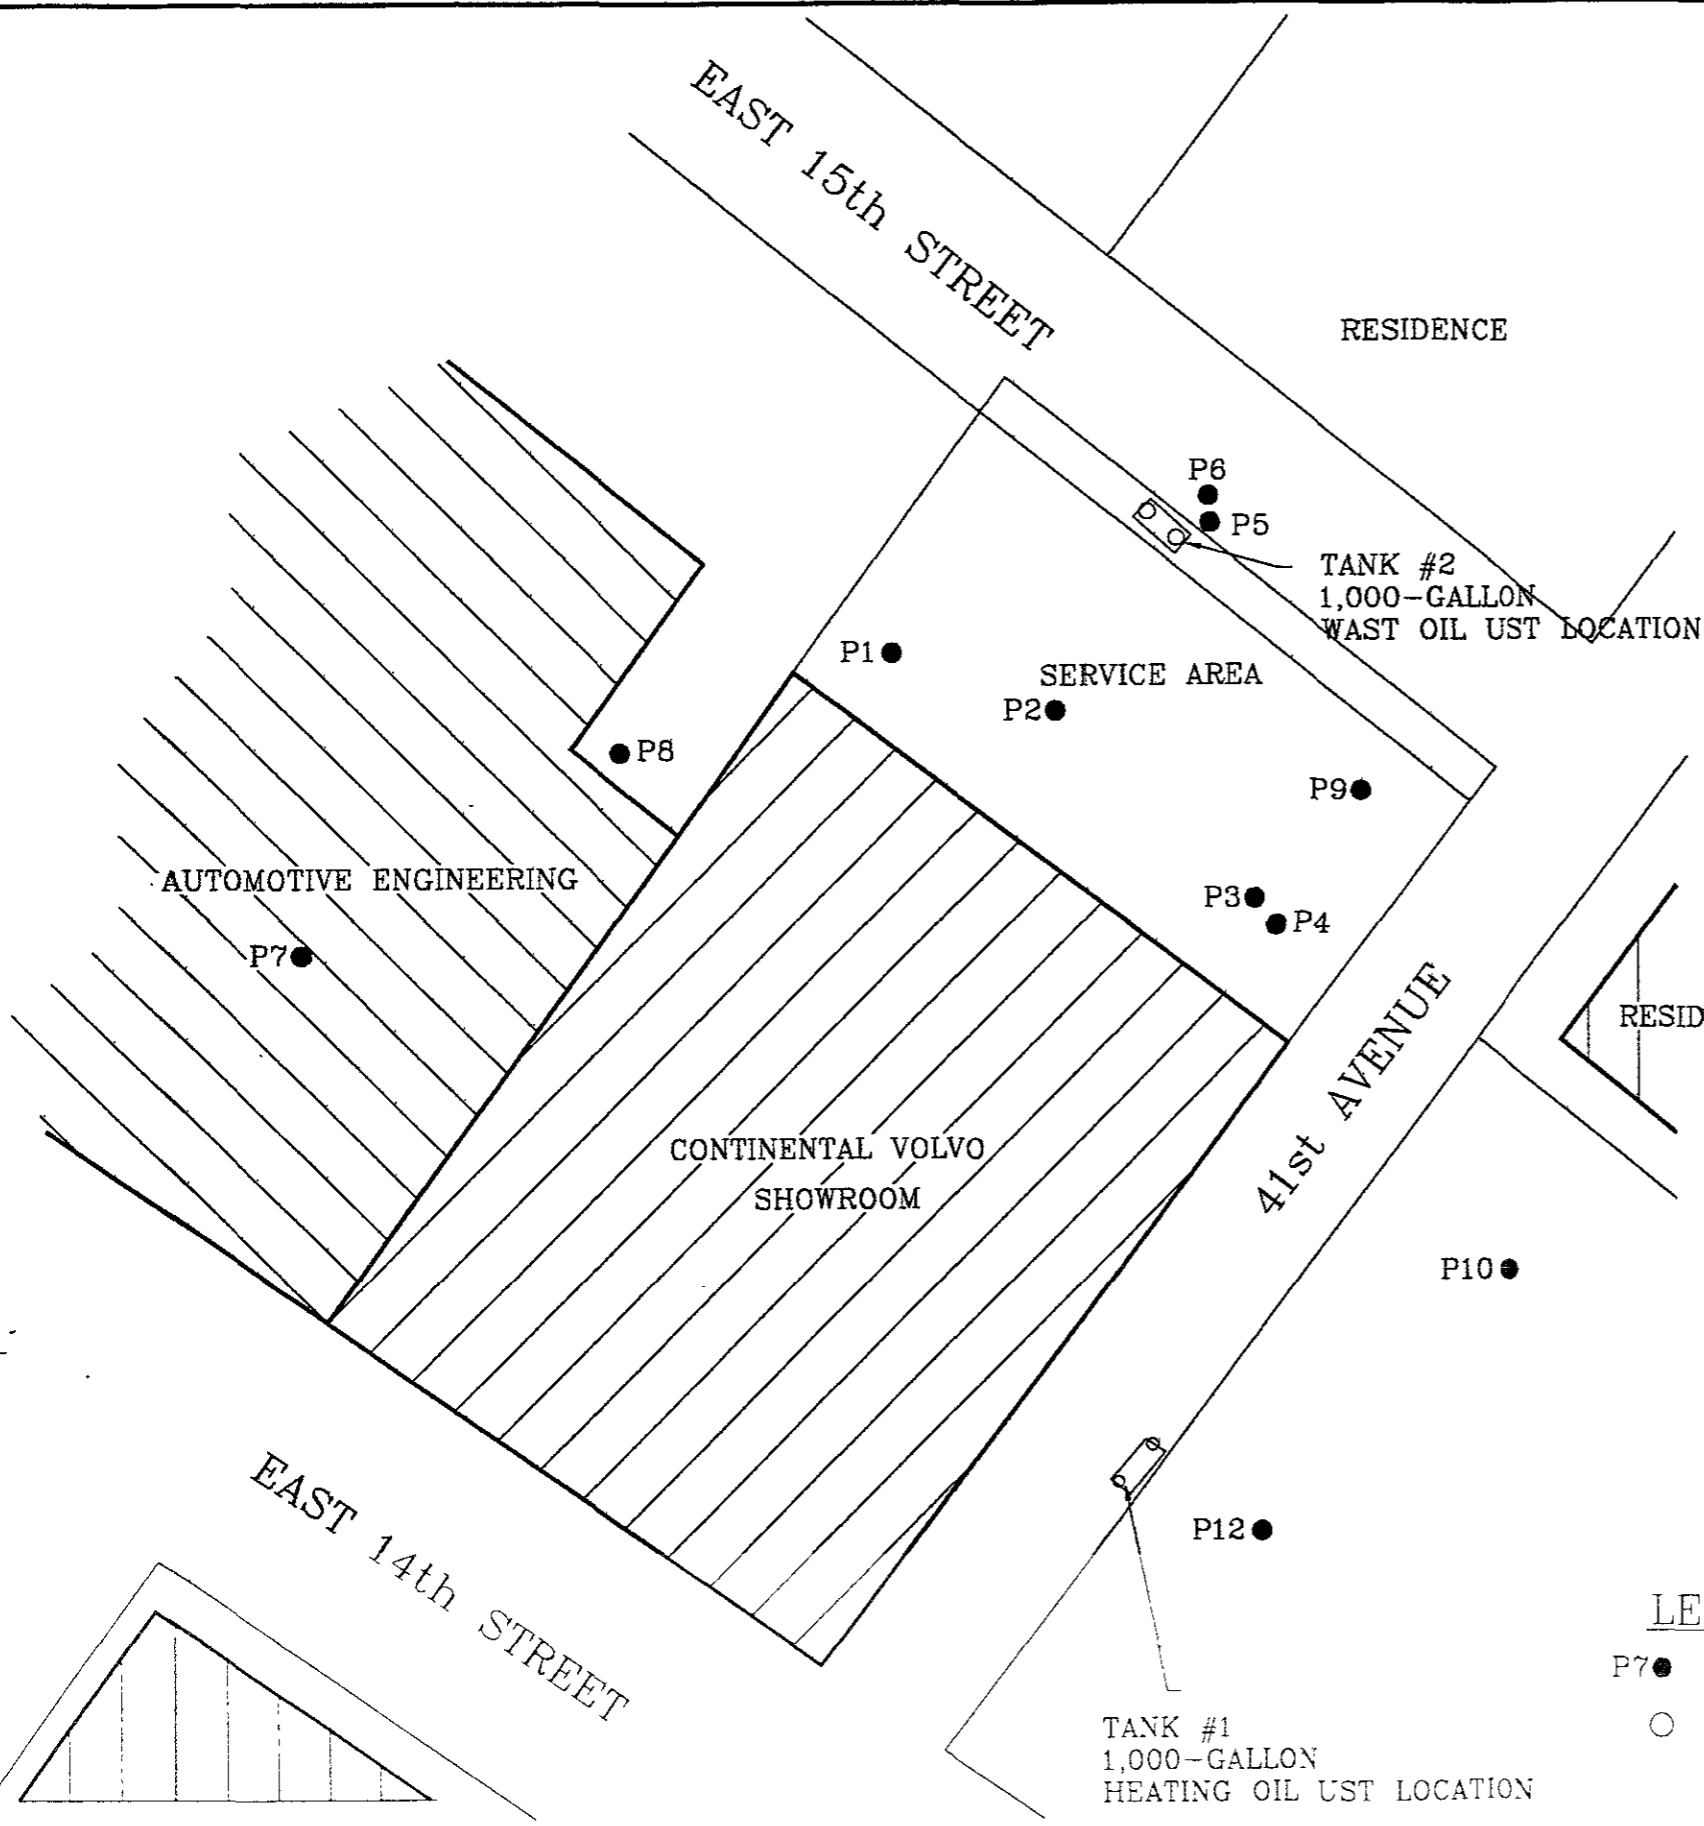 EAST 15th STREET
RESIDENCE
P6
P5
TANK #2
1,000-GALLON
WAST OIL UST LOCATION
P1
SERVICE AREA
P2
P8
P9
AUTOMOTIVE ENGINEERING
P3
P4
P7
41st AVENUE
RESID
CONTINENTAL VOLVO
SHOWROOM
P10
EAST 14th STREET
P12
LE
P7
TANK #1
1,000-GALLON
HEATING OIL UST LOCATION